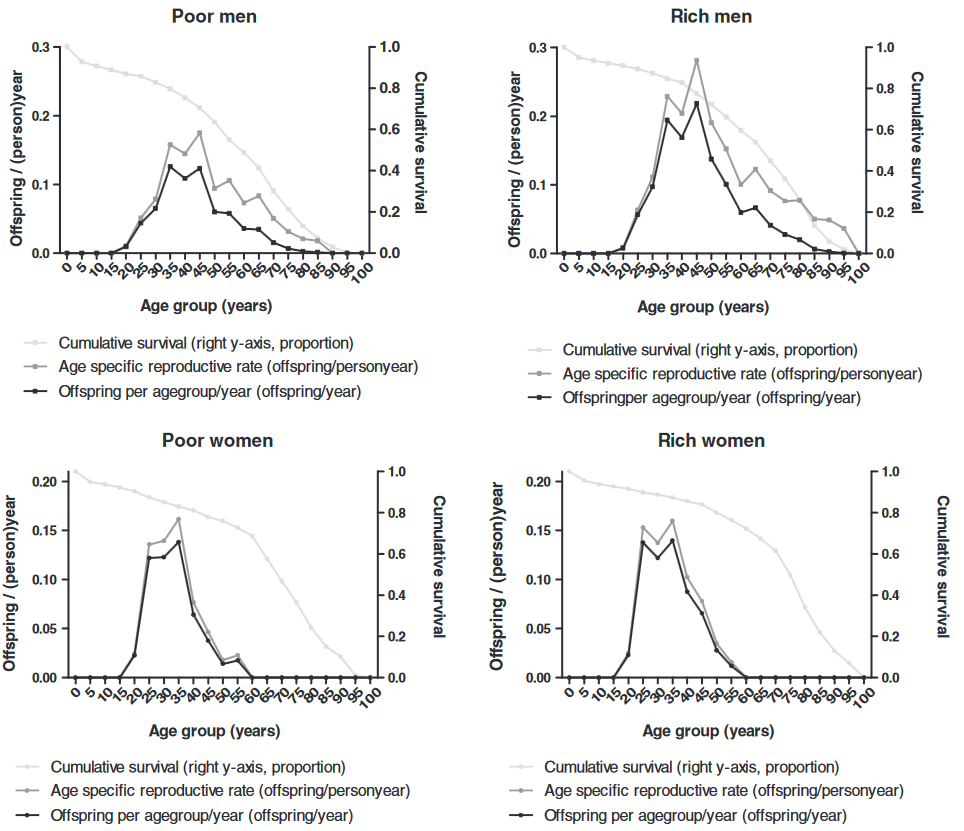 Poor men
Offspring / (person)year
0.3
0.2
0.1
0.0
1.0
0.8
0.6
0.4
0.2
0.0
Cumulative survival
0 5 10 15 20 25 30 35 40 45 50 55 60 65 70 75 80 85 90 95 100
Age group (years)
Cumulative survival (right y-axis, proportion)
Age specific reproductive rate (offspring/personyear)
Offspring per agegroup/year (offspring/year)
Rich men
Offspring / (person)year
0.3
0.2
0.1
0.0
1.0
0.8
0.6
0.4
0.2
0.0
Cumulative survival
0 5 10 15 20 25 30 35 40 45 50 55 60 65 70 75 80 85 90 95 100
Age group (years)
Cumulative survival (right y-axis, proportion)
Age specific reproductive rate (offspring/personyear)
Offspringper agegroup/year (offspring/year)
Poor women
Offspring / (person)year
0.20
0.15
0.10
0.05
0.00
1.0
0.8
0.6
0.4
0.2
0.0
Cumulative survival
0 5 10 15 20 25 30 35 40 45 50 55 60 65 70 75 80 85 90 95 100
Age group (years)
Cumulative survival (right y-axis, proportion)
Age specific reproductive rate (offspring/personyear)
Offspring per agegroup/year (offspring/year)
Rich women
Offspring / (person)year
0.20
0.15
0.10
0.05
0.00
1.0
0.8
0.6
0.4
0.2
0.0
Cumulative survival
0 5 10 15 20 25 30 35 40 45 50 55 60 65 70 75 80 85 90 95 100
Age group (years)
Cumulative survival (right y-axis, proportion)
Age specific reproductive rate (offspring/personyear)
Offspring per agegroup/year (offspring/year)